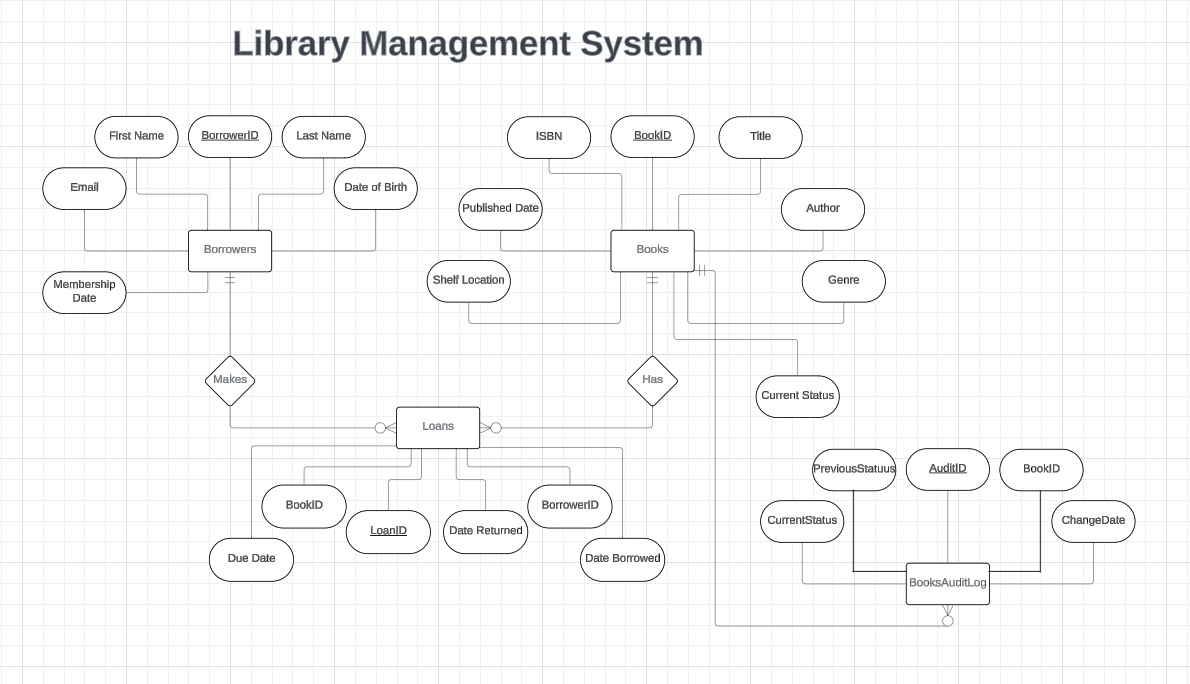 Library Management System
First Name
BorrowerID
Last Name
ISBN
BookID
Title
Email
Date of Birth
Published Date
Author
Borrowers
Books
Membership
Date
Shelf Location
Genre
Makes
Has
Current Status
Loans
PreviousStatuus
AuditID
BookID
BookID
LoanID
Date Returned
BorrowerID
CurrentStatus
ChangeDate
Due Date
Date Borrowed
BooksAuditLog